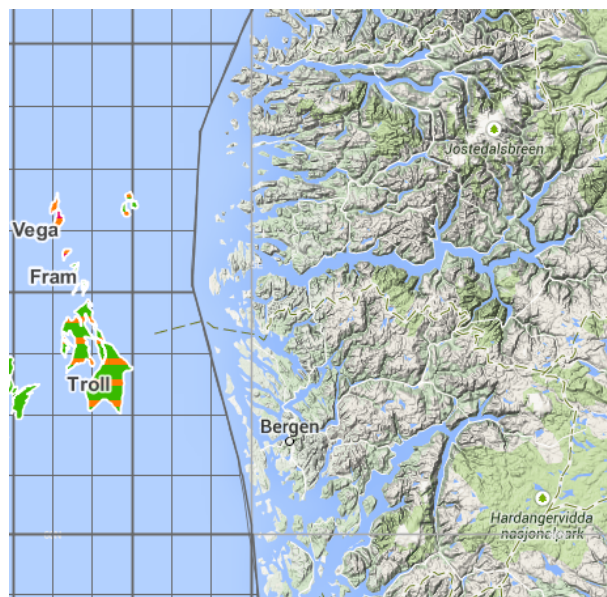 Jostedalsbreen
Vega
Fram
Troll
Bergen
Hardangervidda
nasjonalpark